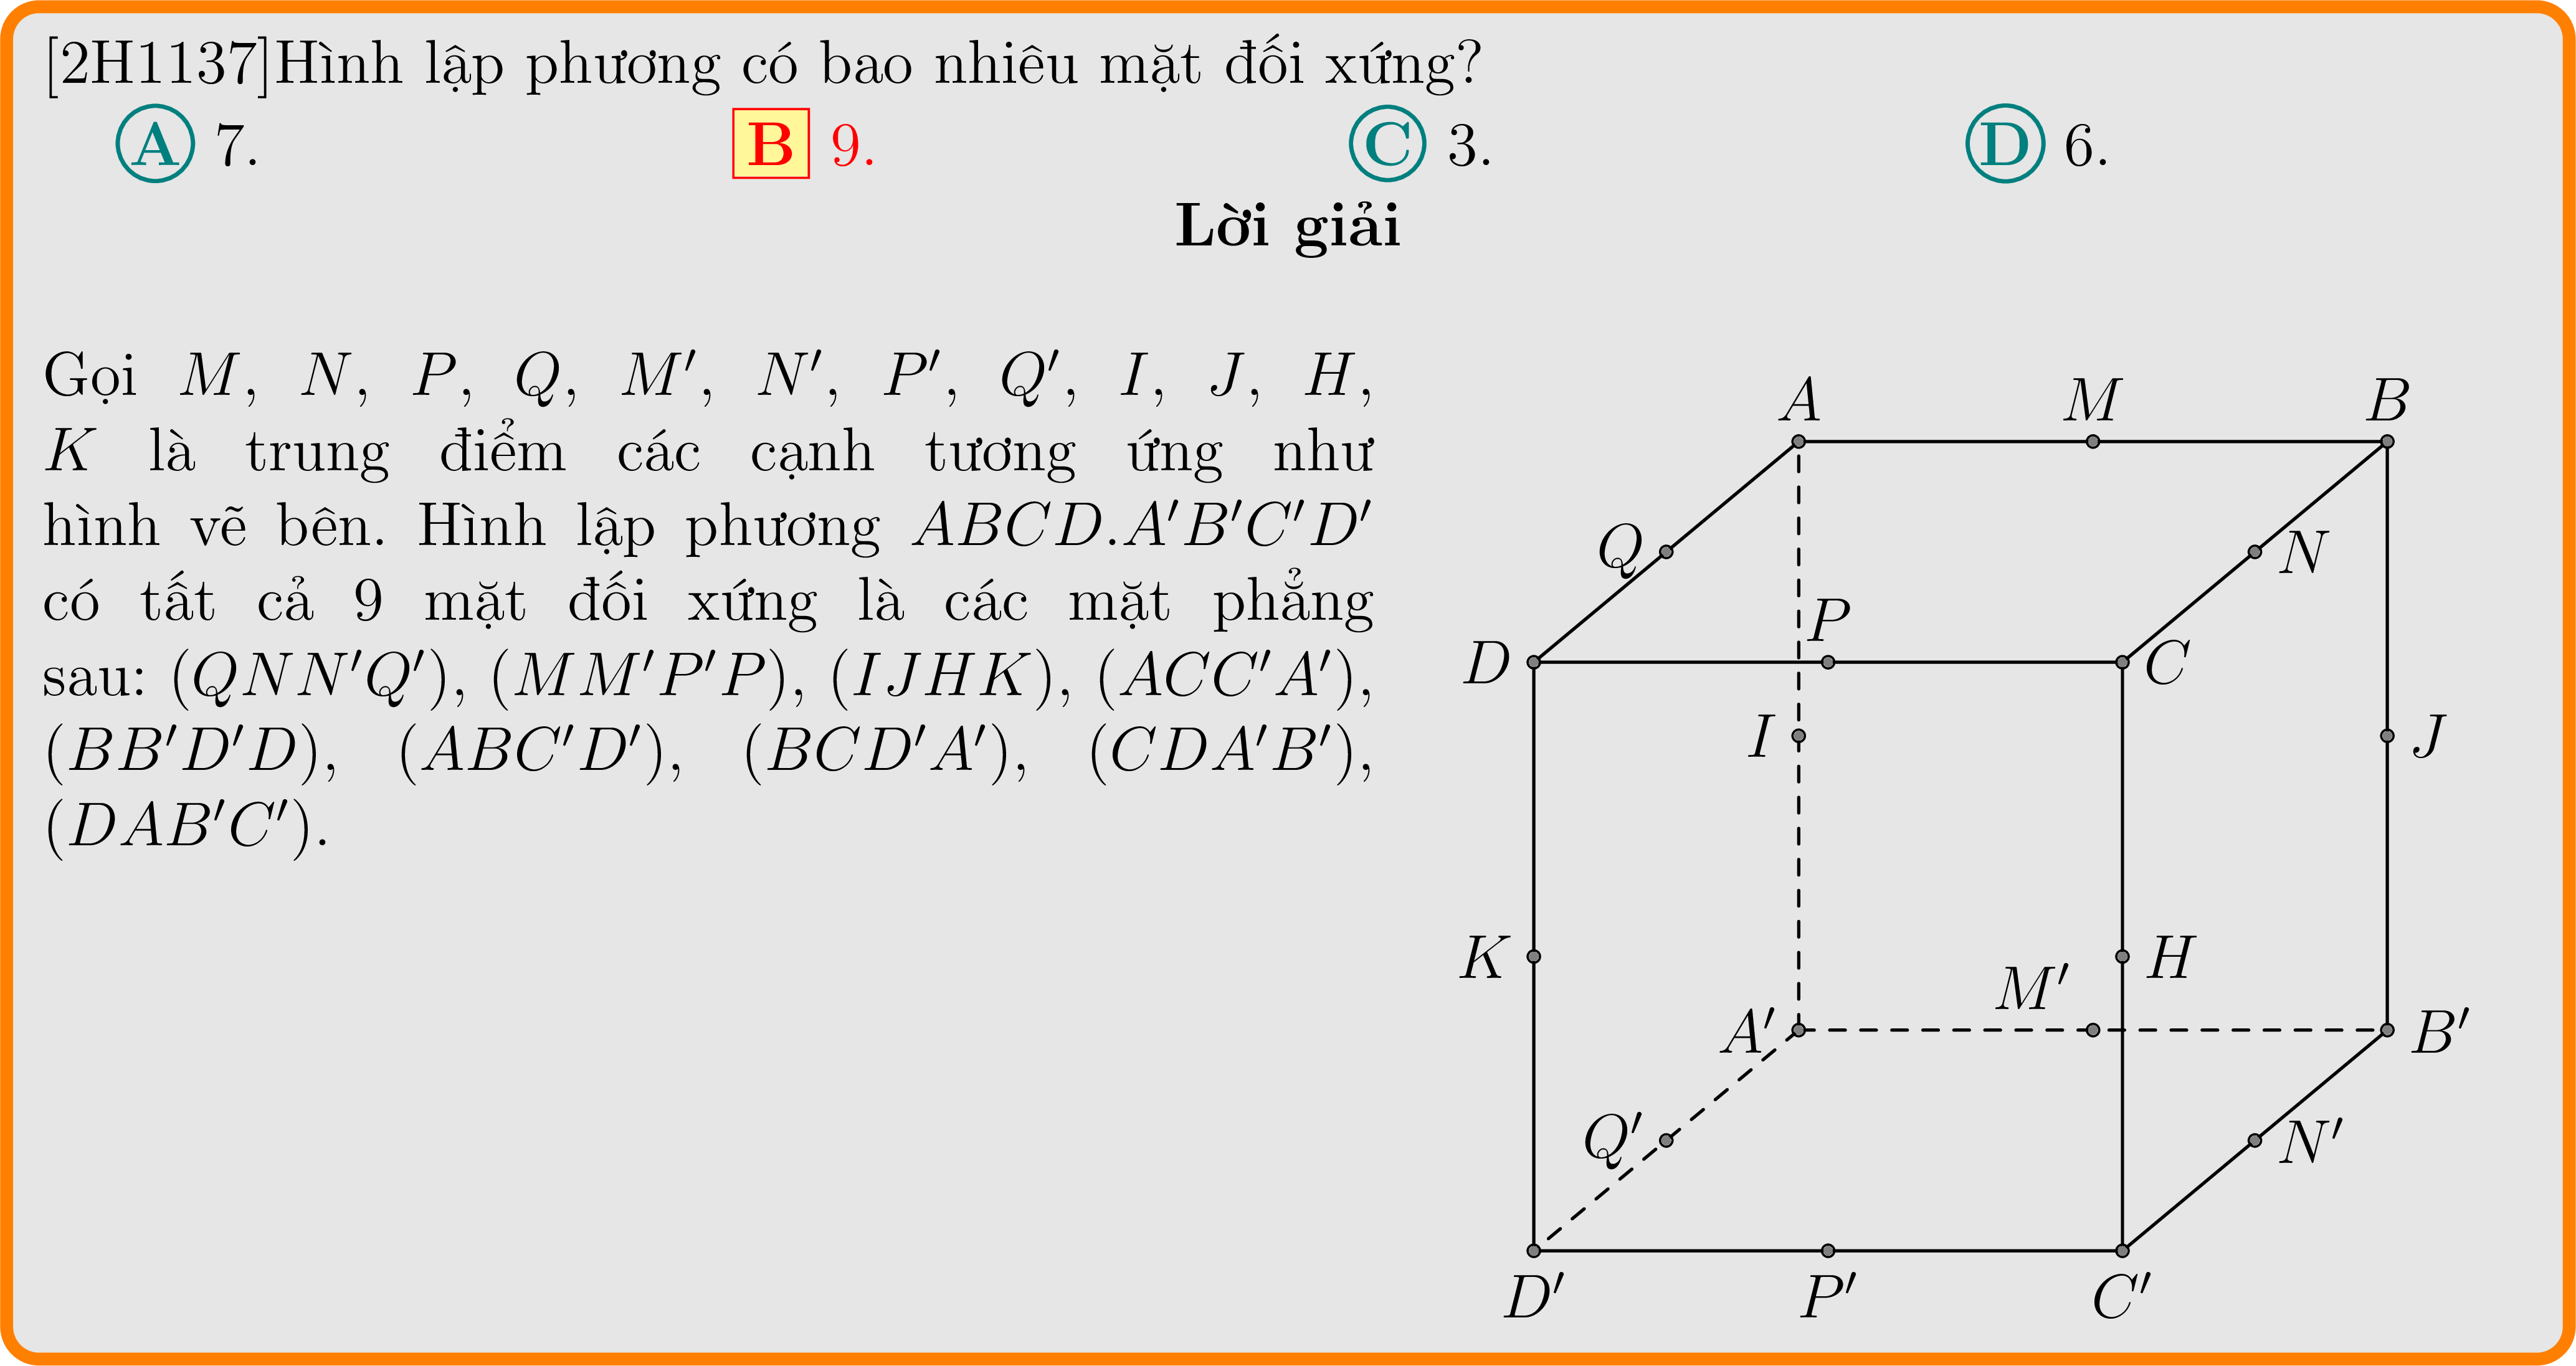 [2H1137]Hình lập phương có bao nhiêu mặt đối xứng?
A 7. B 9. C 3. D 6.
Lời giải
Gọi M, N, P, Q, M′, N′, P′, Q′, I, J, H,
K là trung điểm các cạnh tương ứng như
hình vẽ bên. Hình lập phương ABCD.A′B′C′D′
có tất cả 9 mặt đối xứng là các mặt phẳng
sau: (QNN′Q′), (MM′P′P), (IJHK), (ACC′A′),
(BB′D′D), (ABC′D′), (BCD′A′), (CDA′B′),
(DAB′C′).
A M B
Q N
P
D C
I J
K H
M′
A′ B′
Q′ N′
D′ P′ C′